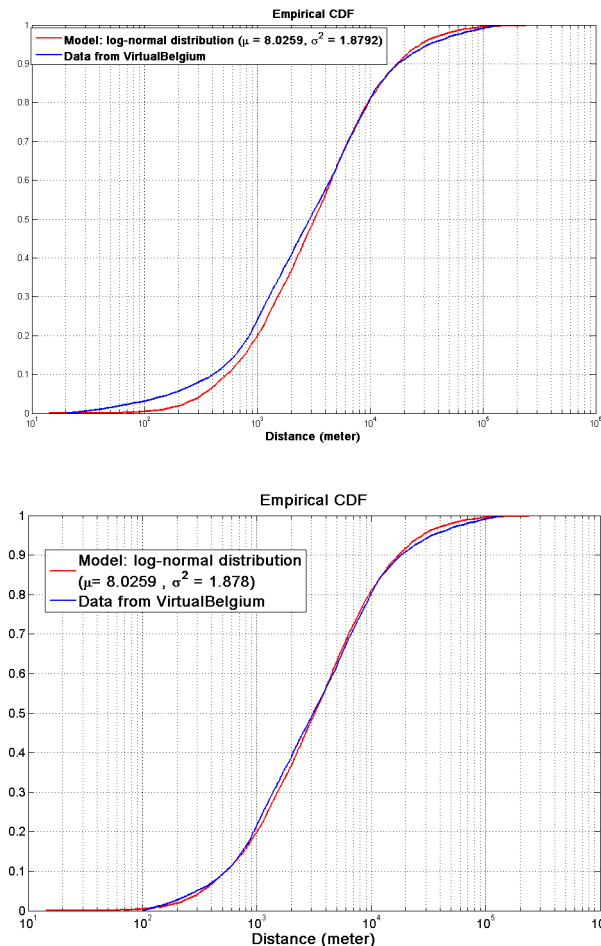 Empirical CDF
Model: log-normal distribution (μ = 8.0259, σ² = 1.8792)
Data from VirtualBelgium
1
0.9
0.8
0.7
0.6
0.5
0.4
0.3
0.2
0.1
0
10¹ 10² 10³ 10⁴ 10⁵ 10⁶
Distance (meter)
Empirical CDF
Model: log-normal distribution
(μ= 8.0259 , σ² = 1.878)
Data from VirtualBelgium
1
0.9
0.8
0.7
0.6
0.5
0.4
0.3
0.2
0.1
0
10¹ 10² 10³ 10⁴ 10⁵ 10⁶
Distance (meter)